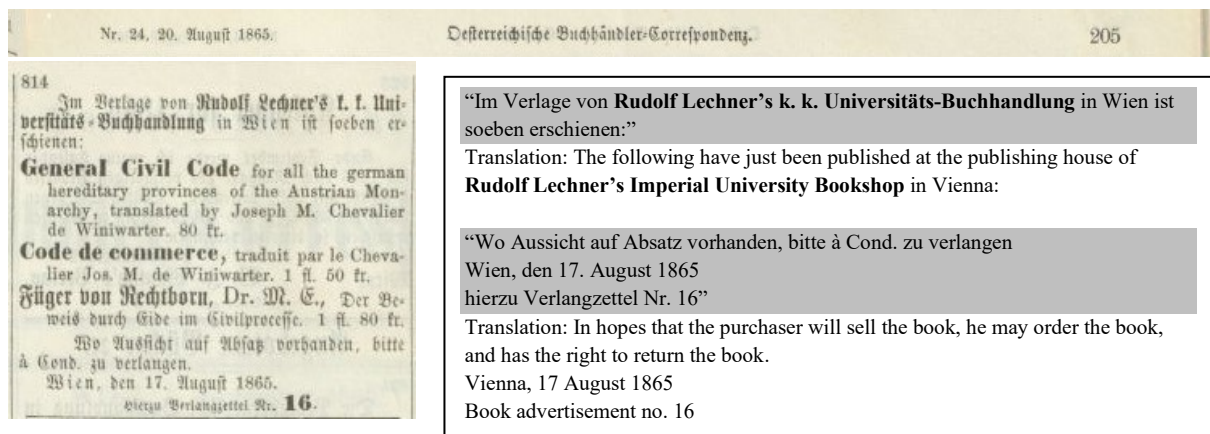 Nr. 24, 20. August 1865.
Oesterreichische Buchhändler-Correspondenz.
205
814
Im Verlage von Rudolf Lechner's k. k. Uni-
versitäts-Buchhandlung in Wien ist soeben er-
schienen:
General Civil Code for all the german
hereditary provinces of the Austrian Mon-
archy, translated by Joseph M. Chevalier
de Winiwarter. 80 fr.
Code de commerce, traduit par le Cheva-
lier Jos. M. de Winiwarter. 1 fl. 50 fr.
Füger von Rechtborn, Dr. M. E., Der Be-
weis durch Eide im Civilprocesse. 1 fl. 80 fr.
Wo Aussicht auf Absatz vorhanden, bitte
à Cond. zu verlangen.
Wien, den 17. August 1865.
Hierzu Verlangzettel Nr. 16.
“Im Verlage von Rudolf Lechner’s k. k. Universitäts-Buchhandlung in Wien ist
soeben erschienen:”
Translation: The following have just been published at the publishing house of
Rudolf Lechner’s Imperial University Bookshop in Vienna:
“Wo Aussicht auf Absatz vorhanden, bitte à Cond. zu verlangen
Wien, den 17. August 1865
hierzu Verlangzettel Nr. 16”
Translation: In hopes that the purchaser will sell the book, he may order the book,
and has the right to return the book.
Vienna, 17 August 1865
Book advertisement no. 16